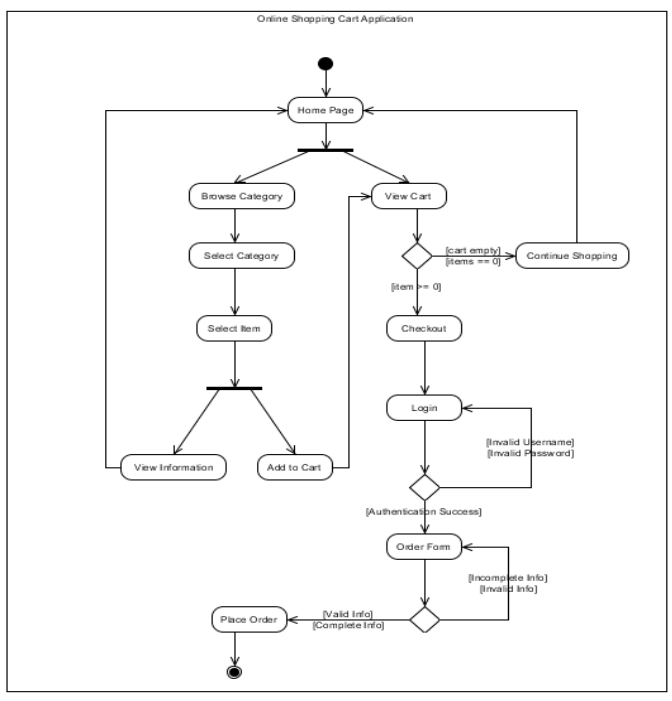 Online Shopping Cart Application
Home Page
Browse Category
View Cart
Select Category
[cart empty]
[items == 0]
Continue Shopping
[item >= 0]
Select Item
Checkout
Login
[Invalid Username]
[Invalid Password]
View Information
Add to Cart
[Authentication Success]
Order Form
[Incomplete Info]
[Invalid Info]
Place Order
[Valid Info]
[Complete Info]